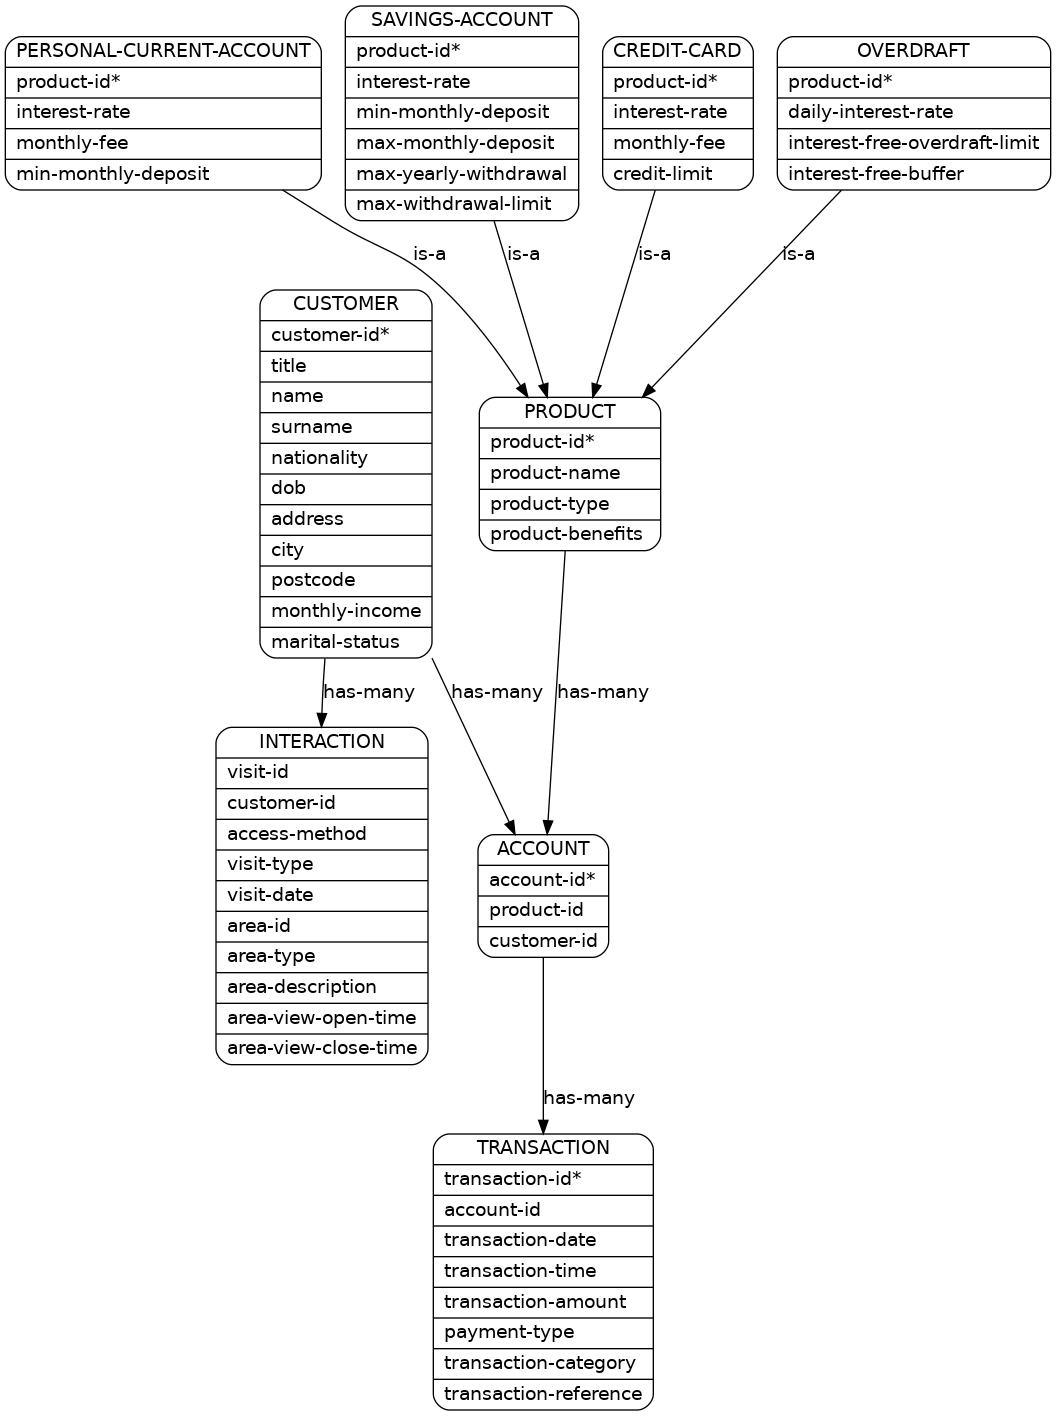 PERSONAL-CURRENT-ACCOUNT
product-id*
interest-rate
monthly-fee
min-monthly-deposit
SAVINGS-ACCOUNT
product-id*
interest-rate
min-monthly-deposit
max-monthly-deposit
max-yearly-withdrawal
max-withdrawal-limit
CREDIT-CARD
product-id*
interest-rate
monthly-fee
credit-limit
OVERDRAFT
product-id*
daily-interest-rate
interest-free-overdraft-limit
interest-free-buffer
is-a
is-a
is-a
is-a
CUSTOMER
customer-id*
title
name
surname
nationality
dob
address
city
postcode
monthly-income
marital-status
PRODUCT
product-id*
product-name
product-type
product-benefits
has-many
has-many
has-many
INTERACTION
visit-id
customer-id
access-method
visit-type
visit-date
area-id
area-type
area-description
area-view-open-time
area-view-close-time
ACCOUNT
account-id*
product-id
customer-id
has-many
TRANSACTION
transaction-id*
account-id
transaction-date
transaction-time
transaction-amount
payment-type
transaction-category
transaction-reference